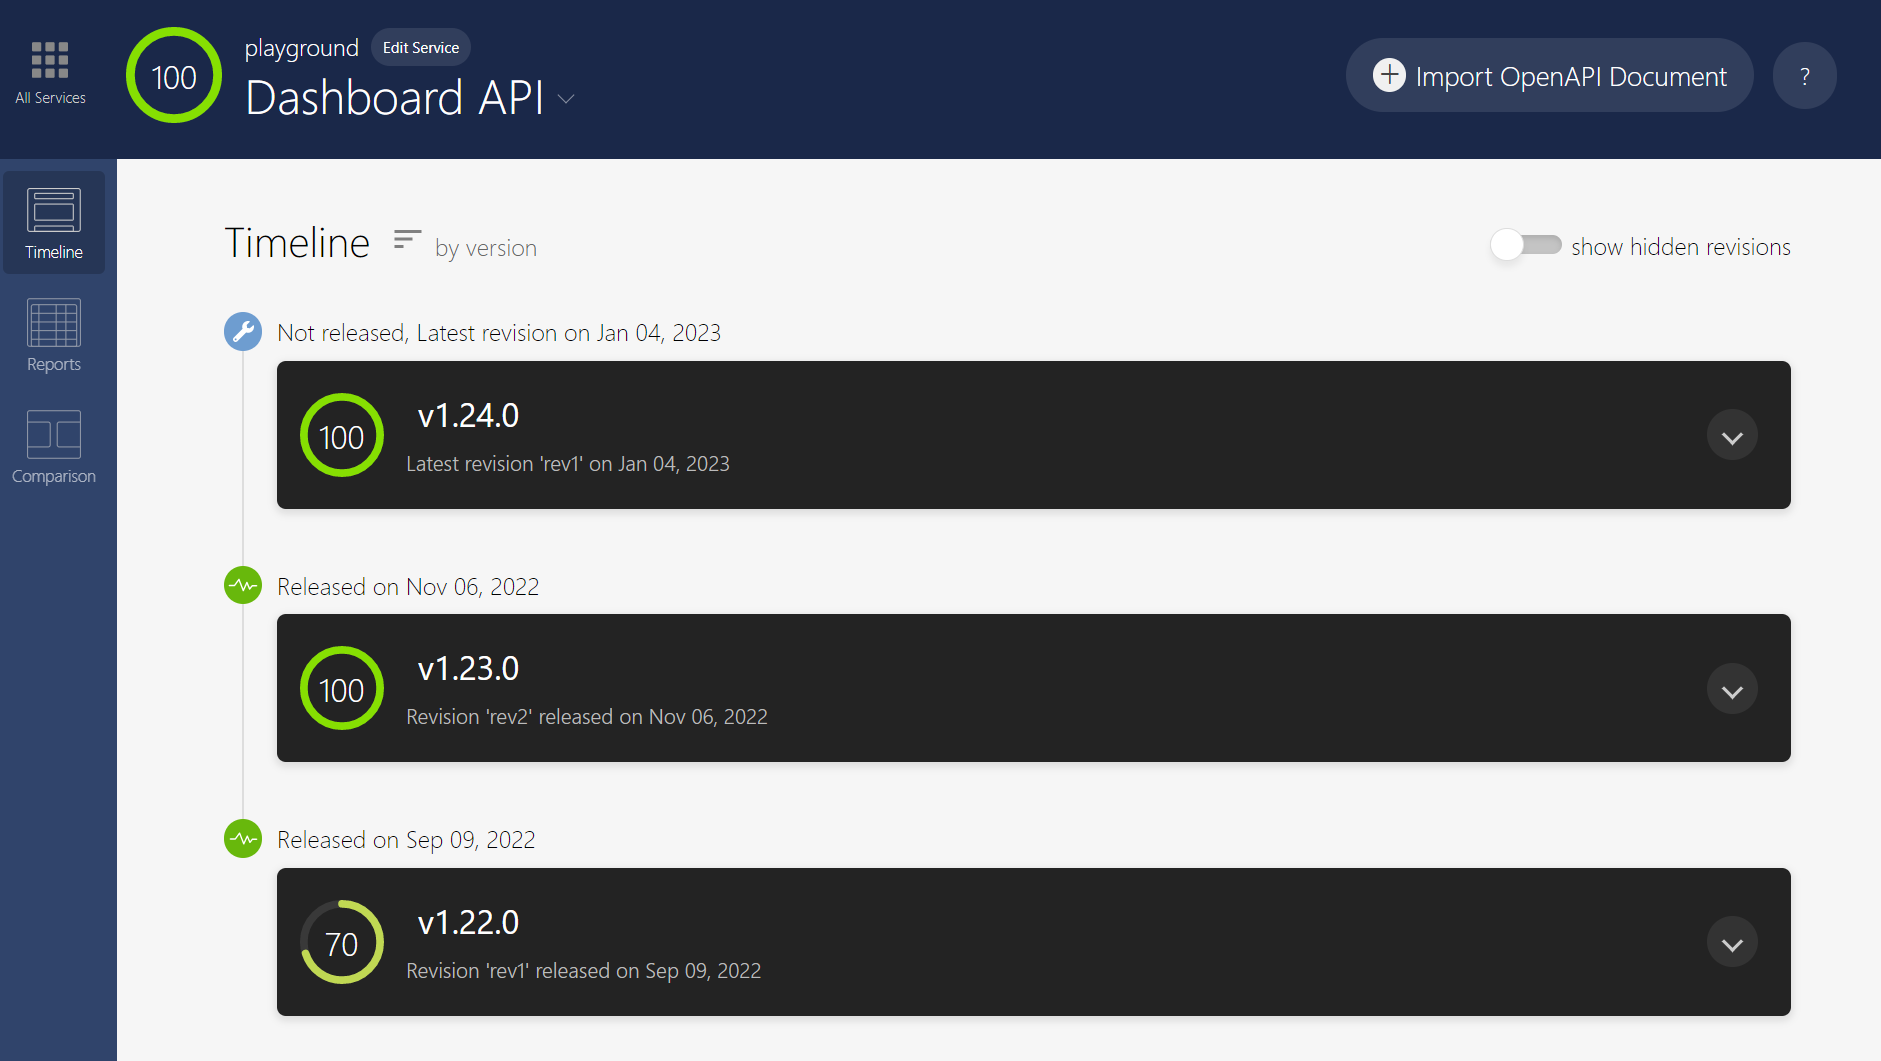 All Services
100
playground
Edit Service
Dashboard API
Import OpenAPI Document
?
Timeline
Reports
Comparison
Timeline
by version
show hidden revisions
Not released, Latest revision on Jan 04, 2023
100
v1.24.0
Latest revision 'rev1' on Jan 04, 2023
Released on Nov 06, 2022
100
v1.23.0
Revision 'rev2' released on Nov 06, 2022
Released on Sep 09, 2022
70
v1.22.0
Revision 'rev1' released on Sep 09, 2022